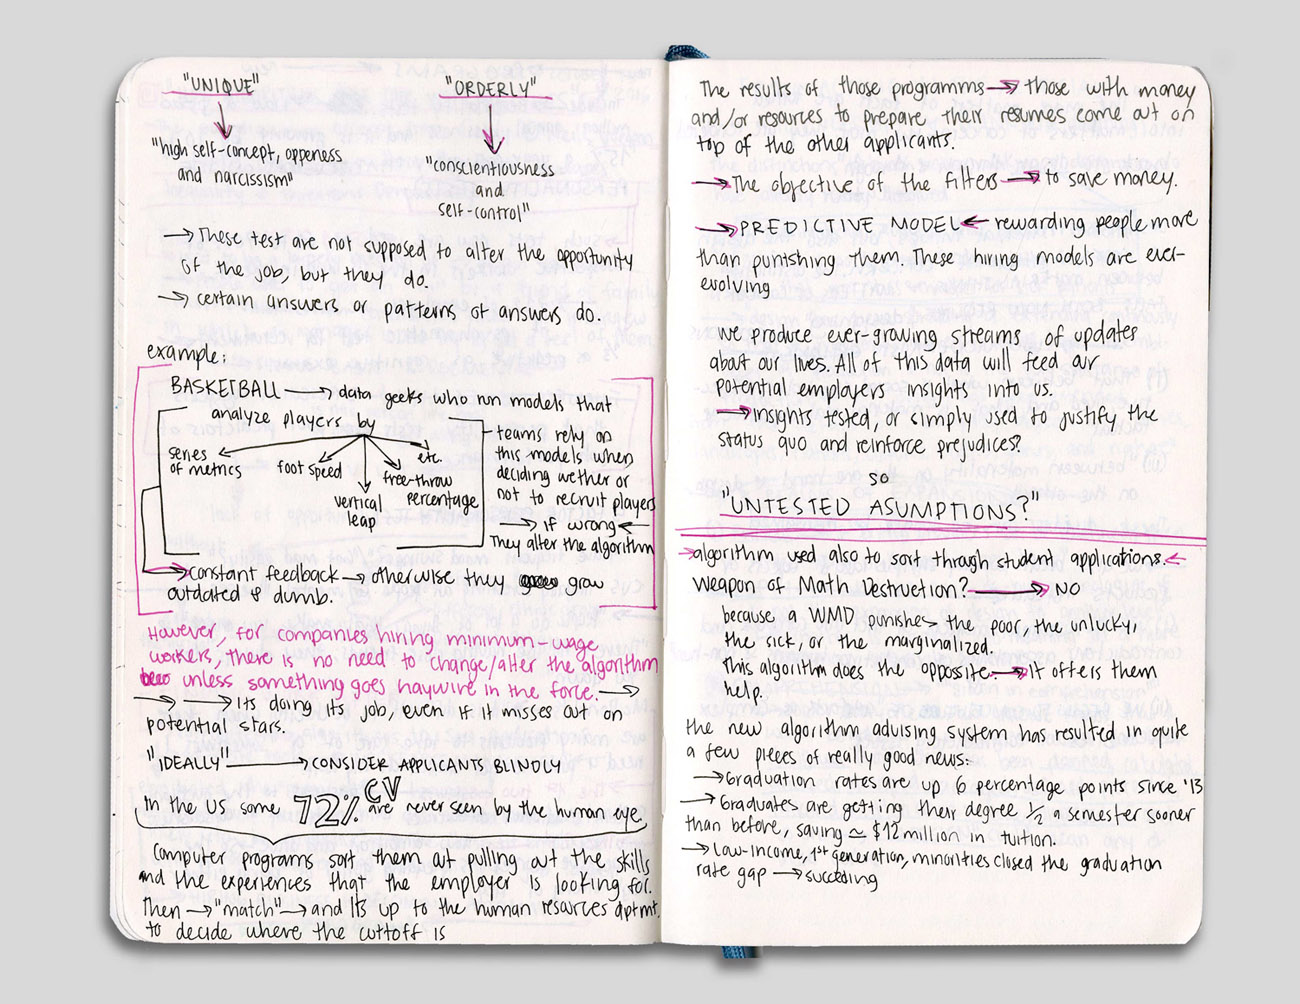 "UNIQUE"
"high self-concept, oppeness
and narcissism"
"ORDERLY"
"conscientiousness
and
self-control"
→ These test are not supposed to alter the opportunity
of the job, but they do.
→ certain answers or patterns of answers do.
example:
BASKETBALL → data geeks who run models that
analyze players by
series
of metrics
foot speed
vertical
leap
free-throw
percentage
etc.
teams rely on
this models when
deciding wether or
not to recruit players
→ if wrong ←
They alter the algorithm
→ constant feedback → otherwise they grow
outdated & dumb.
However, for companies hiring minimum-wage
workers, there is no need to change/alter the algorithm
unless something goes haywire in the force. →
→ → Its doing its job, even if it misses out on
potential stars.
"IDEALLY" → CONSIDER APPLICANTS BLINDLY
In the US some 72% CV are never seen by the human eye.
Computer programs sort them out pulling out the skills
and the experiences that the employer is looking for.
Then → "match" → and its up to the human resources dptmt.
to decide where the cuttoff is
The results of those programms → those with money
and/or resources to prepare their resumes come out on
top of the other applicants.
→ The objective of the filters → to save money.
→ PREDICTIVE MODEL ← rewarding people more
than punishing them. These hiring models are ever-
evolving
we produce ever-growing streams of updates
about our lives. All of this data will feed our
potential employers insights into us.
→ Insights tested, or simply used to justify the
status quo and reinforce prejudices?
so
"UNTESTED ASUMPTIONS?"
→ algorithm used also to sort through student applications. ←
Weapon of Math Destruction? → NO
because a WMD punishes the poor, the unlucky,
the sick, or the marginalized.
This algorithm does the opposite → it offers them
help.
the new algorithm advising system has resulted in quite
a few pieces of really good news:
→ Graduation rates are up 6 percentage points since '13
→ Graduates are getting their degree 1/2 a semester sooner
than before, saving ≃ $12 million in tuition.
→ Low-income, 1st generation, minorities closed the graduation
rate gap → succeding